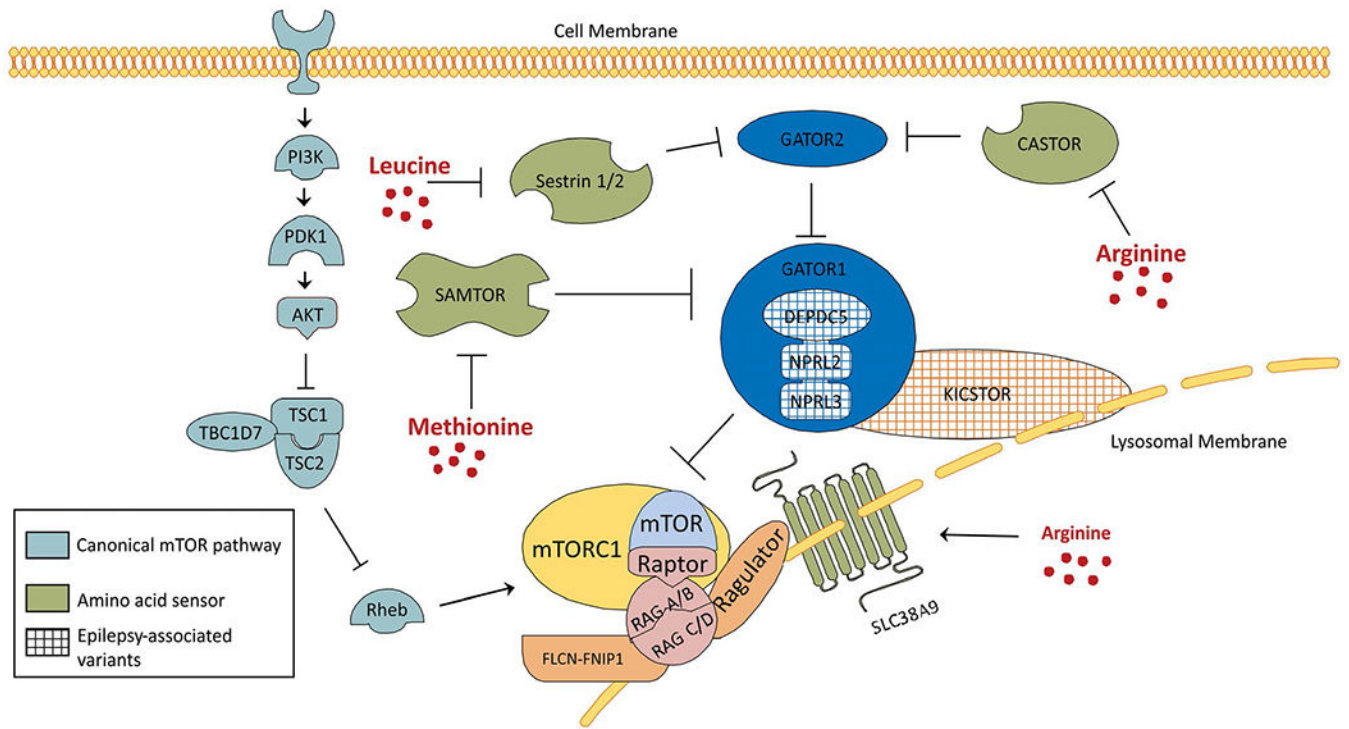 Cell Membrane
PI3K
PDK1
AKT
TSC1
TBC1D7
TSC2
Rheb
Leucine
Sestrin 1/2
GATOR2
CASTOR
Arginine
SAMTOR
Methionine
GATOR1
DEPDC5
NPRL2
NPRL3
KICSTOR
Lysosomal Membrane
mTOR
mTORC1
Raptor
RAG-A/B
RAG C/D
Ragulator
FLCN-FNIP1
SLC38A9
Arginine
Canonical mTOR pathway
Amino acid sensor
Epilepsy-associated
variants